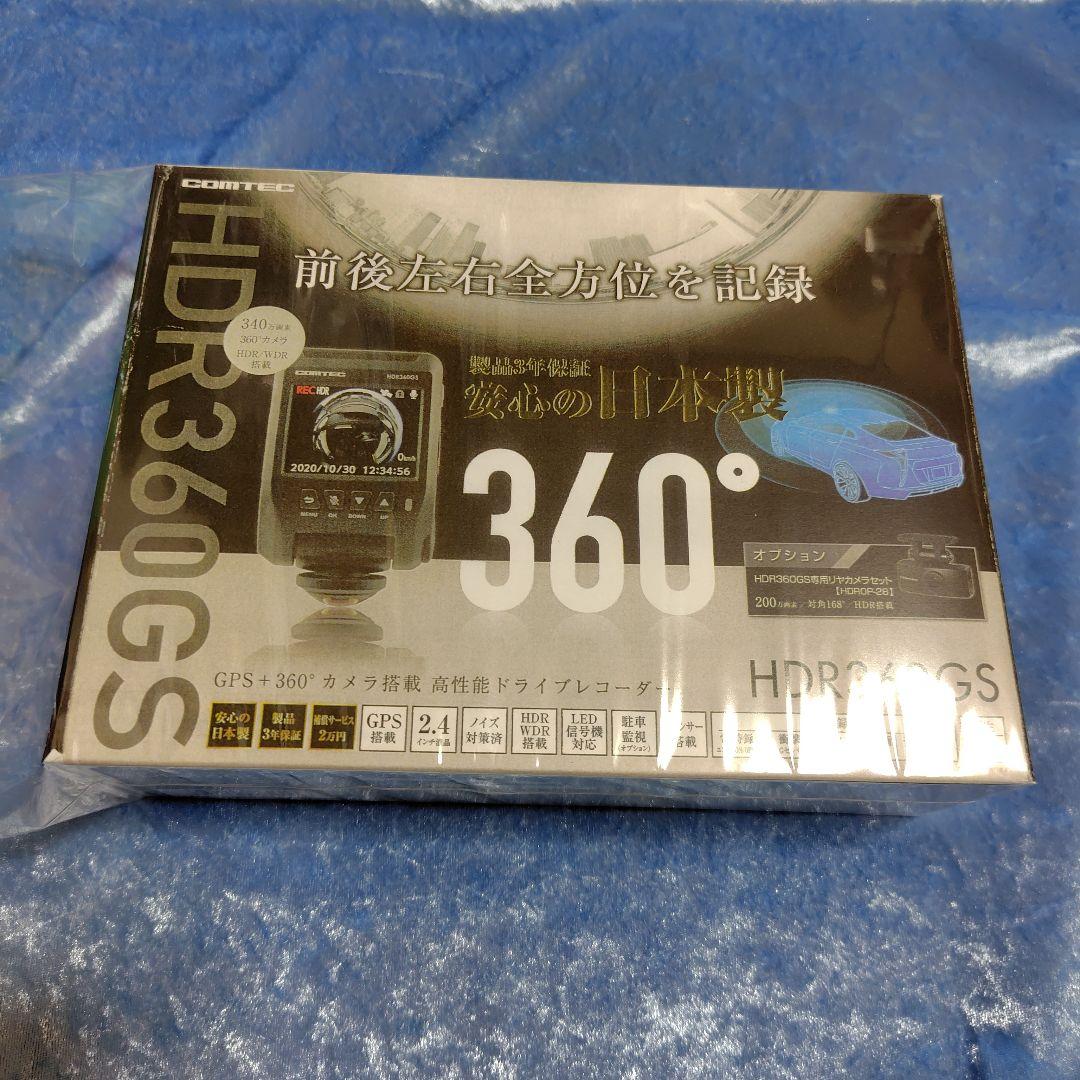 COMTEC
HDR360GS
前後左右全方位を記録
340万画素
360°カメラ
HDR/WDR
搭載
COMTEC
HDR360GS
REC HDR
0km/h
2020/10/30 12:34:56
MENU OK DOWN UP
製品3年保証
安心の日本製
360°
オプション
HDR360GS専用リヤカメラセット
【HDROP-26】
200万画素/対角168°/HDR搭載
HDR360GS
GPS+360°カメラ搭載 高性能ドライブレコーダー
安心の
日本製
製品
3年保証
補償サービス
2万円
GPS
搭載
2.4
インチ液晶
ノイズ
対策済
HDR
WDR
搭載
LED
信号機
対応
駐車
監視
(オプション)
搭載